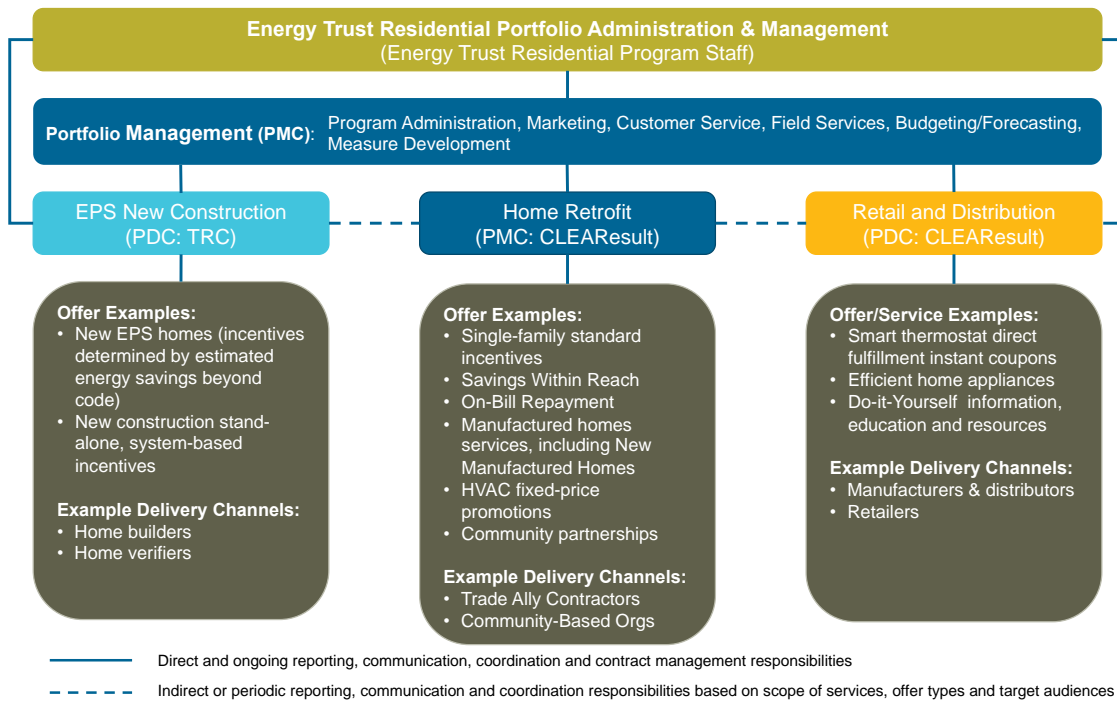 Energy Trust Residential Portfolio Administration & Management
(Energy Trust Residential Program Staff)
Portfolio Management (PMC): Program Administration, Marketing, Customer Service, Field Services, Budgeting/Forecasting,
Measure Development
EPS New Construction
(PDC: TRC)
Home Retrofit
(PMC: CLEAResult)
Retail and Distribution
(PDC: CLEAResult)
Offer Examples:
• New EPS homes (incentives
determined by estimated
energy savings beyond
code)
• New construction stand-
alone, system-based
incentives
Example Delivery Channels:
• Home builders
• Home verifiers
Offer Examples:
• Single-family standard
incentives
• Savings Within Reach
• On-Bill Repayment
• Manufactured homes
services, including New
Manufactured Homes
• HVAC fixed-price
promotions
• Community partnerships
Example Delivery Channels:
• Trade Ally Contractors
• Community-Based Orgs
Offer/Service Examples:
• Smart thermostat direct
fulfillment instant coupons
• Efficient home appliances
• Do-it-Yourself information,
education and resources
Example Delivery Channels:
• Manufacturers & distributors
• Retailers
Direct and ongoing reporting, communication, coordination and contract management responsibilities
Indirect or periodic reporting, communication and coordination responsibilities based on scope of services, offer types and target audiences